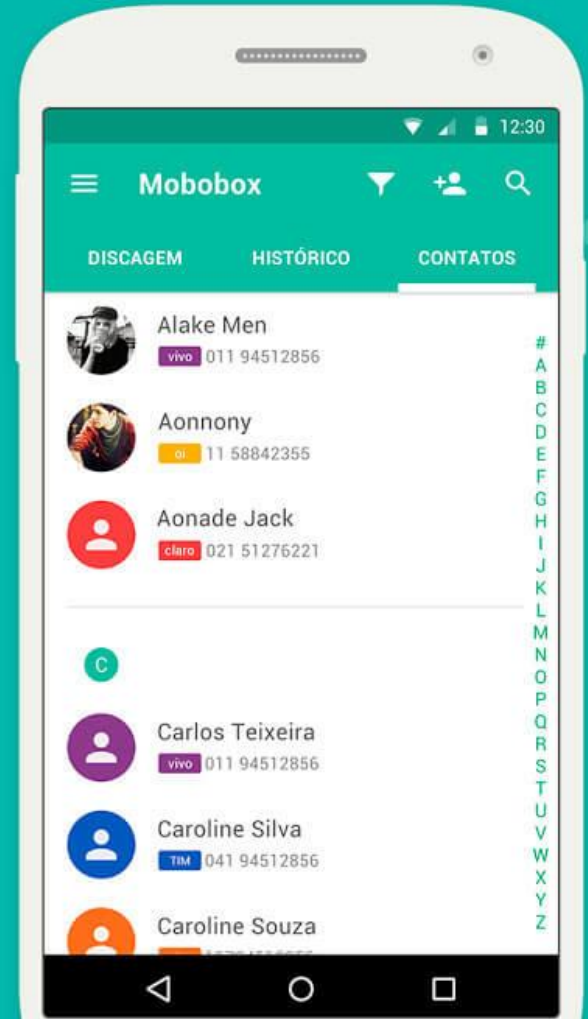 12:30
Mobobox
DISCAGEM HISTÓRICO CONTATOS
Alake Men
vivo 011 94512856
Aonnony
oi 11 58842355
Aonade Jack
claro 021 51276221
C
Carlos Teixeira
vivo 011 94512856
Caroline Silva
TIM 041 94512856
Caroline Souza
#
A
B
C
D
E
F
G
H
I
J
K
L
M
N
O
P
Q
R
S
T
U
V
W
X
Y
Z